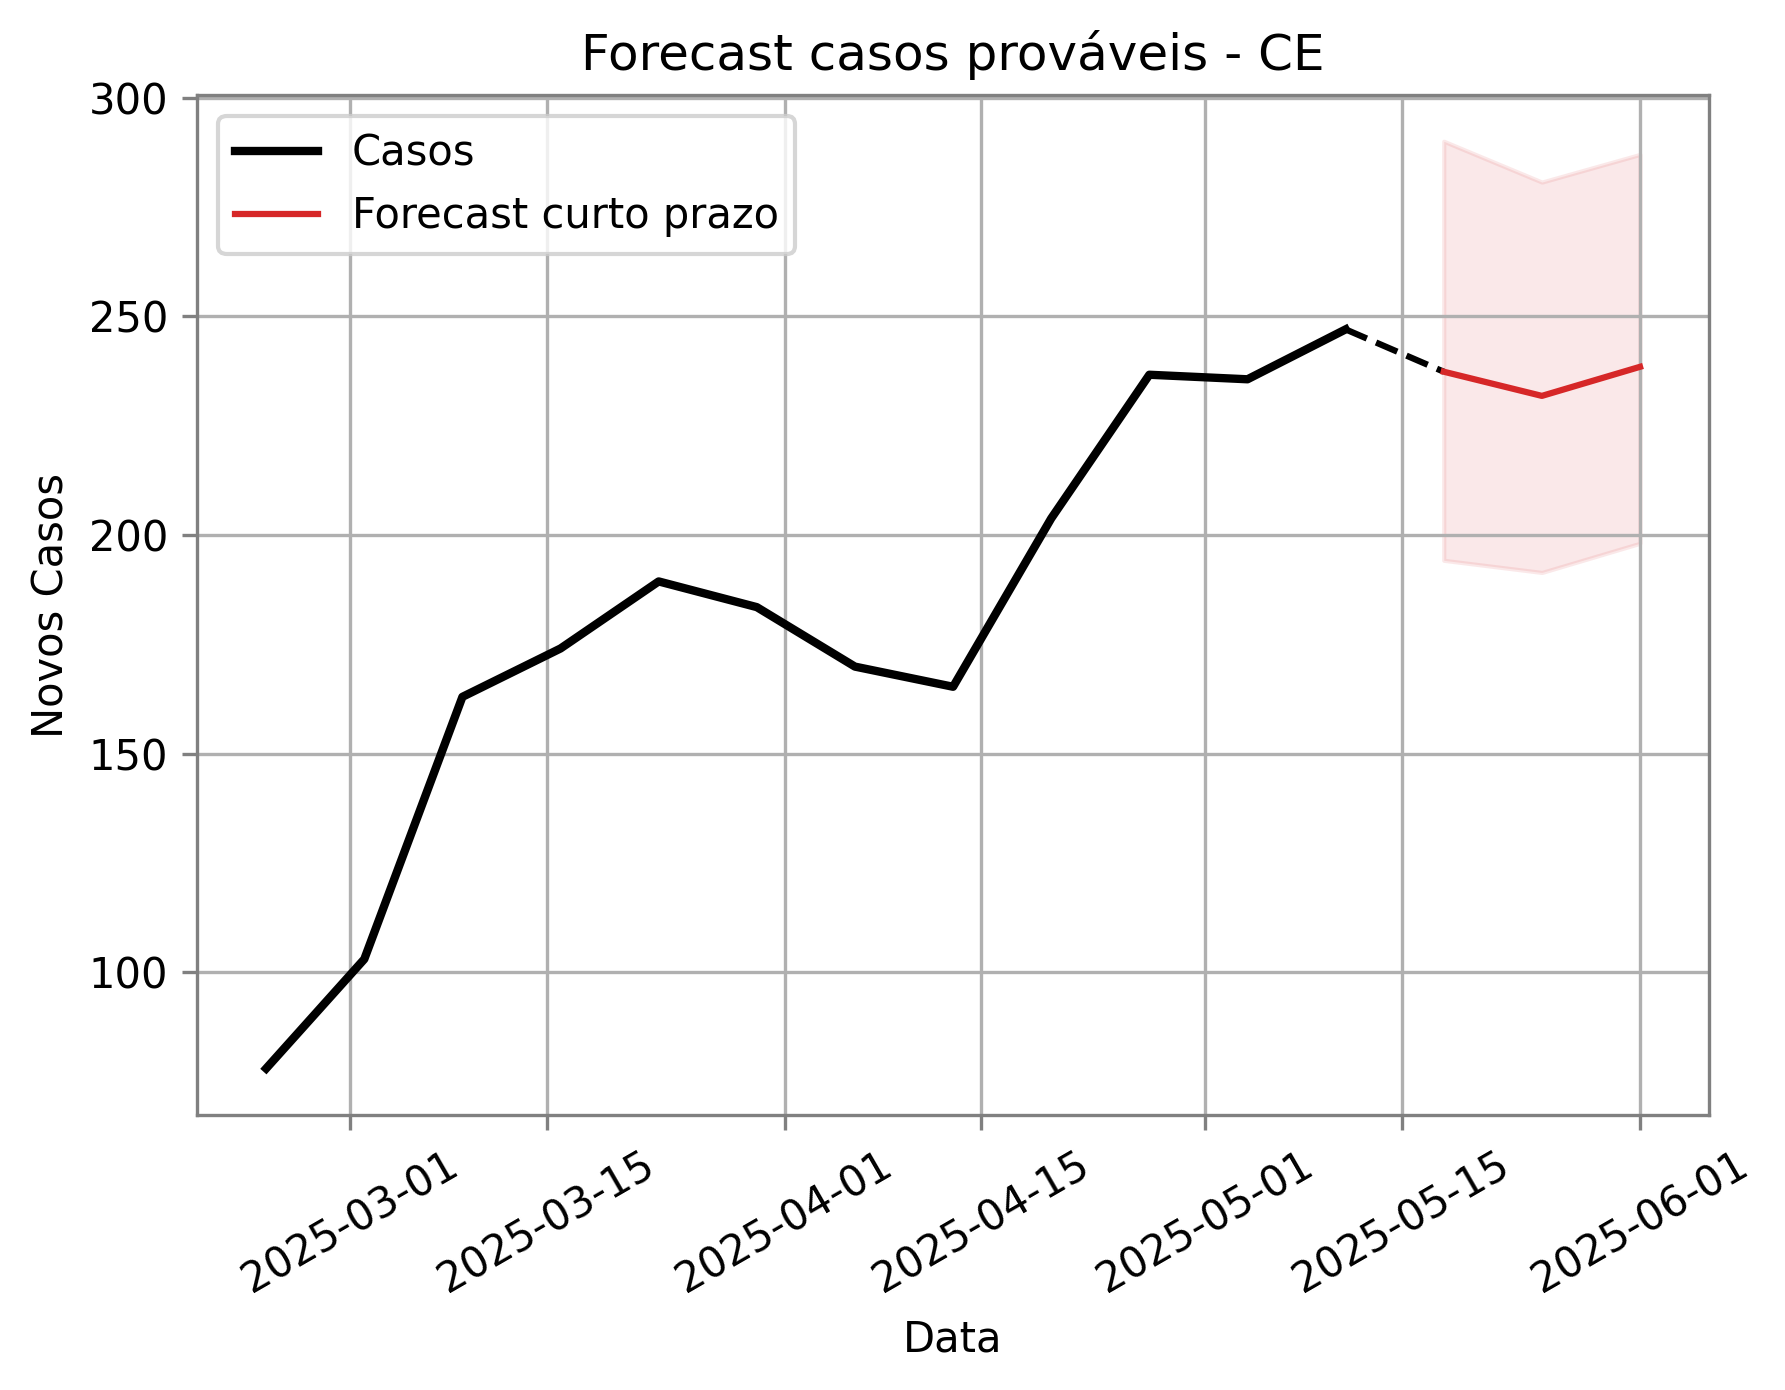 Forecast casos prováveis - CE
Casos
Forecast curto prazo
300
250
200
150
100
Novos Casos
2025-03-01
2025-03-15
2025-04-01
2025-04-15
2025-05-01
2025-05-15
2025-06-01
Data